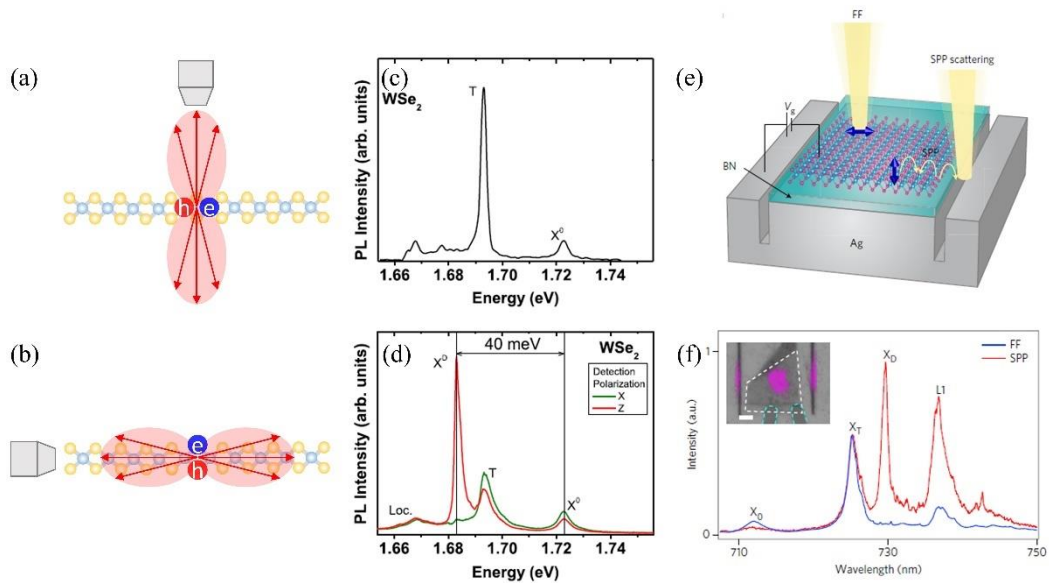 (a)
h e
(b)
e
h
(c)
WSe2
T
X0
PL Intensity (arb. units)
1.66 1.68 1.70 1.72 1.74
Energy (eV)
(d)
40 meV
XD
WSe2
Detection
Polarization
X
Z
T
X0
Loc.
PL Intensity (arb. units)
1.66 1.68 1.70 1.72 1.74
Energy (eV)
(e)
FF
SPP scattering
Vg
SPP
BN
Ag
(f)
FF
SPP
XD
L1
XT
X0
1
0
Intensity (a.u.)
710 730 750
Wavelength (nm)